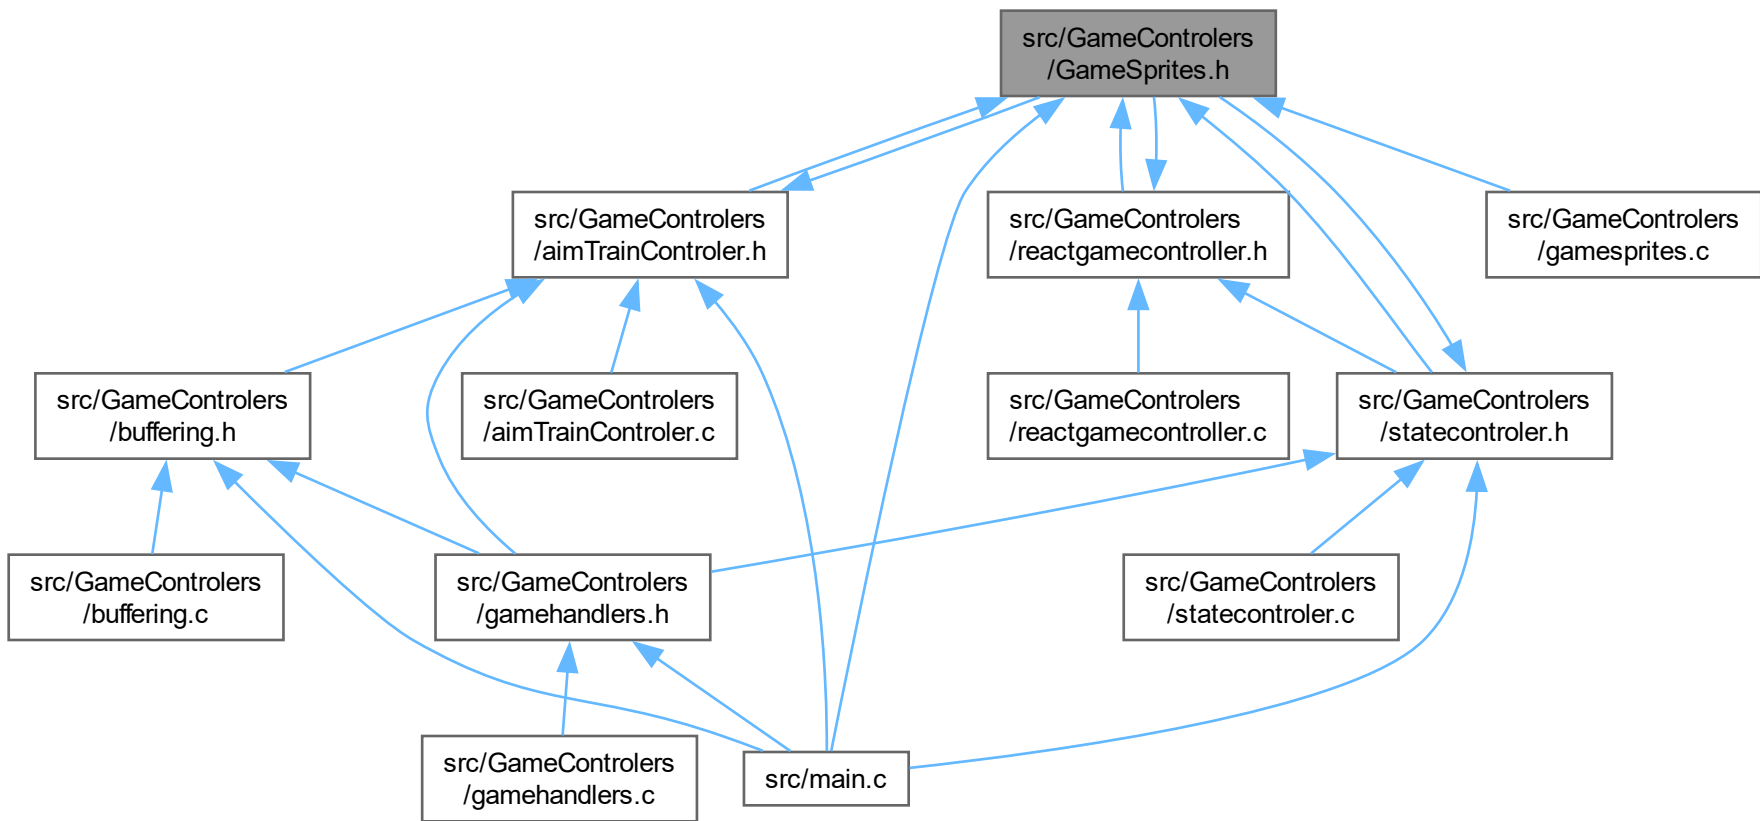 src/GameControlers
/GameSprites.h
src/GameControlers
/aimTrainControler.h
src/GameControlers
/reactgamecontroller.h
src/GameControlers
/gamesprites.c
src/GameControlers
/buffering.h
src/GameControlers
/aimTrainControler.c
src/GameControlers
/reactgamecontroller.c
src/GameControlers
/statecontroler.h
src/GameControlers
/buffering.c
src/GameControlers
/gamehandlers.h
src/GameControlers
/statecontroler.c
src/GameControlers
/gamehandlers.c
src/main.c